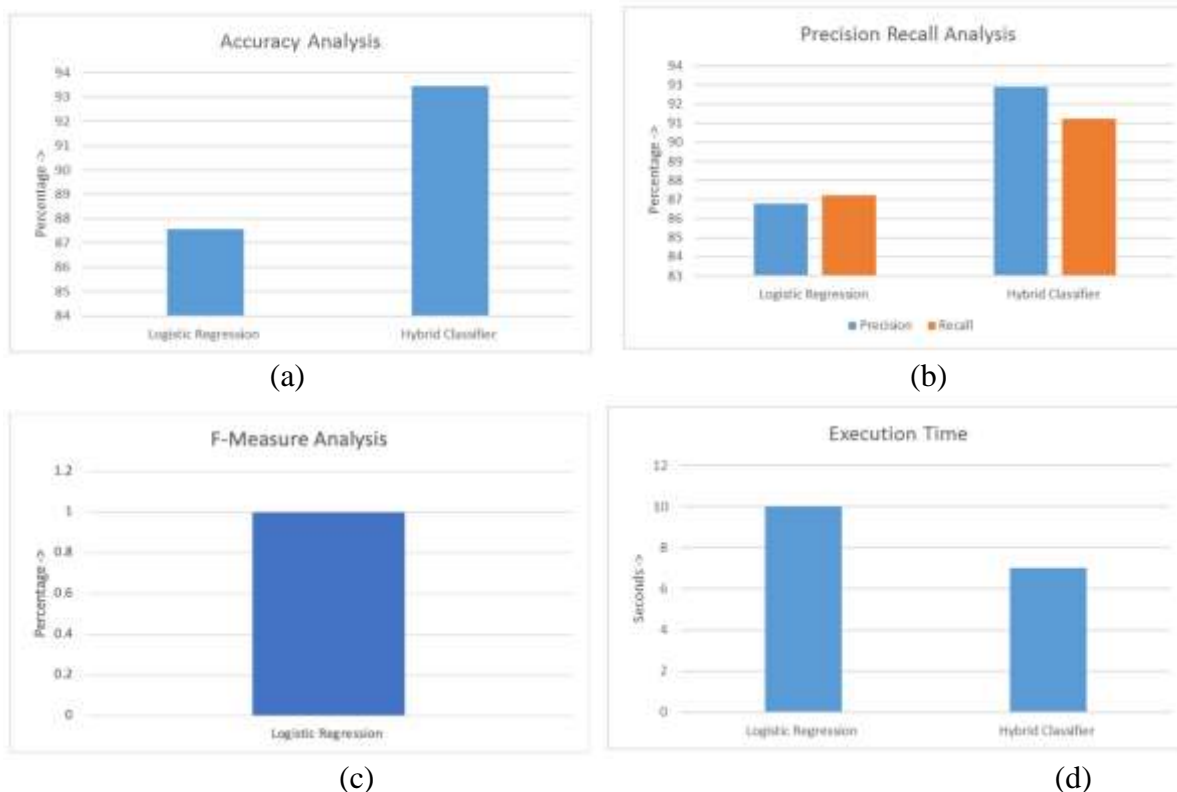 Accuracy Analysis
Percentage ->
94
93
92
91
90
89
88
87
86
85
84
Logistic Regression
Hybrid Classifier
(a)
Precision Recall Analysis
Percentage ->
94
93
92
91
90
89
88
87
86
85
84
83
Logistic Regression
Hybrid Classifier
Precision Recall
(b)
F-Measure Analysis
Percentage ->
1.2
1
0.8
0.6
0.4
0.2
0
Logistic Regression
(c)
Execution Time
Seconds ->
12
10
8
6
4
2
0
Logistic Regression
Hybrid Classifier
(d)